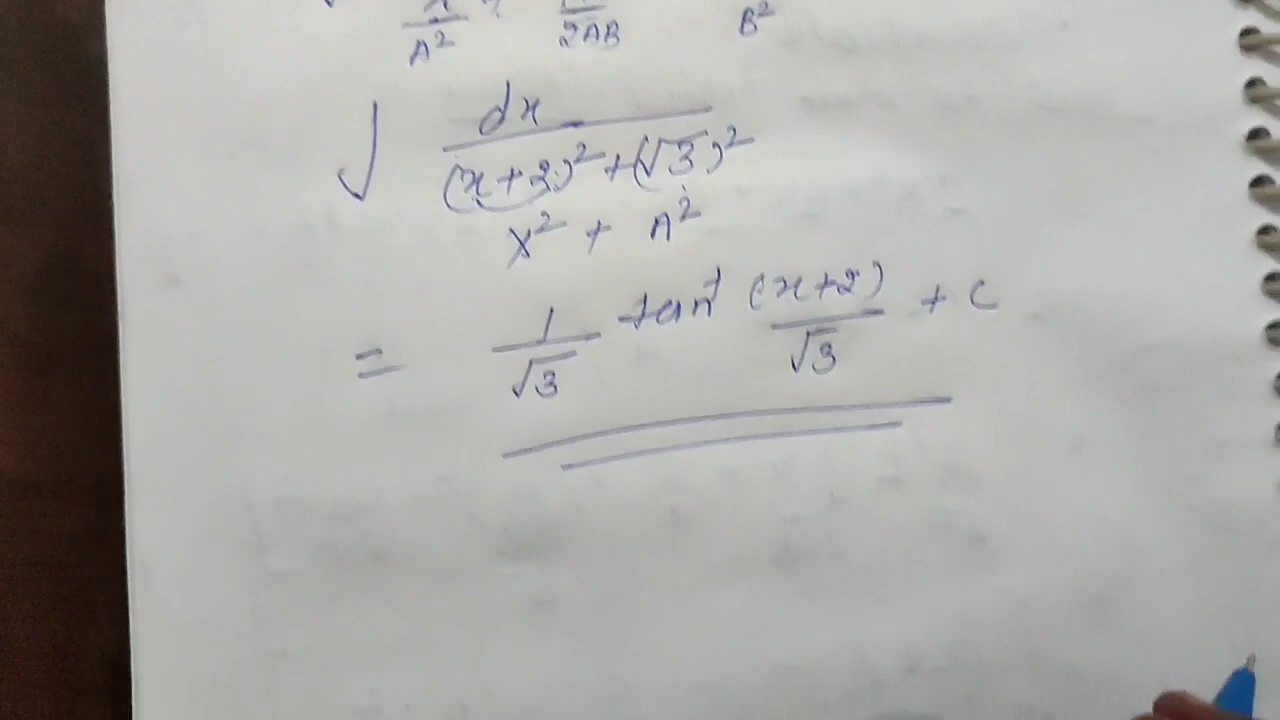 A² 2AB B²
∫ dx
(x+2)² + (√3)²
X² + A²
= 1/√3 tan⁻¹ (x+2)/√3 + C